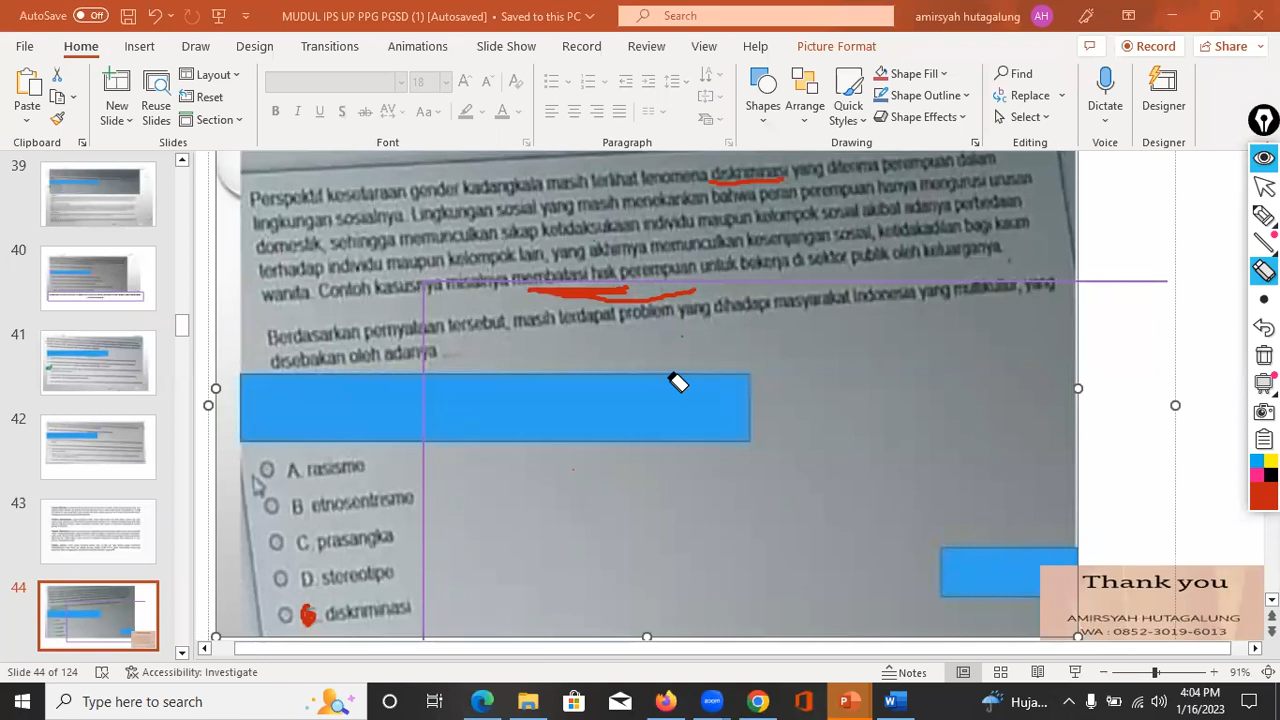 AutoSave Off MUDUL IPS UP PPG PGSD (1) [Autosaved] - Saved to this PC Search amirsyah hutagalung AH
File Home Insert Draw Design Transitions Animations Slide Show Record Review View Help Picture Format Record Share
Paste New Slide Reuse Slides Layout Reset Section 18 Shapes Arrange Quick Styles Shape Fill Shape Outline Shape Effects Find Replace Select Dictate Designer
Clipboard Slides Font Paragraph Drawing Editing Voice Designer
39
40
41
42
43
44
Perspektif kesetaraan gender kadangkala masih terlihat fenomena diskriminasi yang diterima perempuan dalam
lingkungan sosialnya. Lingkungan sosial yang masih menekankan bahwa peran perempuan hanya mengurusi urusan
domestik, sehingga memunculkan sikap ketidaksukaan individu maupun kelompok sosial akibat adanya perbedaan
terhadap individu maupun kelompok lain, yang akhirnya memunculkan kesenjangan sosial, ketidakadilan bagi kaum
wanita. Contoh kasusnya misalnya membatasi hak perempuan untuk bekerja di sektor publik oleh keluarganya.
Berdasarkan pernyataan tersebut, masih terdapat problem yang dihadapi masyarakat Indonesia yang multikultur, yang
disebakan oleh adanya ....
A. rasisme
B. etnosentrisme
C. prasangka
D. stereotipe
diskriminasi
Thank you
AMIRSYAH HUTAGALUNG
WA : 0852-3019-6013
Slide 44 of 124 Accessibility: Investigate Notes 91%
Type here to search Huja... 4:04 PM
1/16/2023